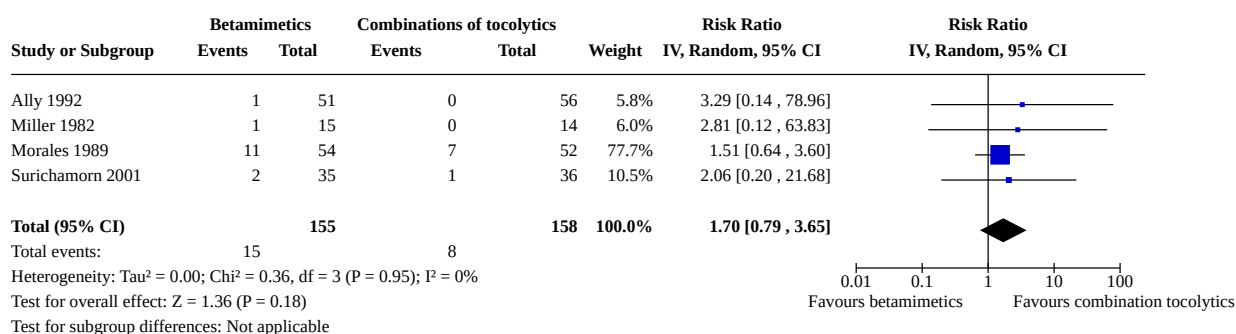 Betamimetics Combinations of tocolytics Risk Ratio Risk Ratio
Study or Subgroup Events Total Events Total Weight IV, Random, 95% CI IV, Random, 95% CI
Ally 1992 1 51 0 56 5.8% 3.29 [0.14 , 78.96]
Miller 1982 1 15 0 14 6.0% 2.81 [0.12 , 63.83]
Morales 1989 11 54 7 52 77.7% 1.51 [0.64 , 3.60]
Surichamorn 2001 2 35 1 36 10.5% 2.06 [0.20 , 21.68]
Total (95% CI) 155 158 100.0% 1.70 [0.79 , 3.65]
Total events: 15 8
Heterogeneity: Tau² = 0.00; Chi² = 0.36, df = 3 (P = 0.95); I² = 0%
0.01 0.1 1 10 100
Test for overall effect: Z = 1.36 (P = 0.18)
Favours betamimetics Favours combination tocolytics
Test for subgroup differences: Not applicable